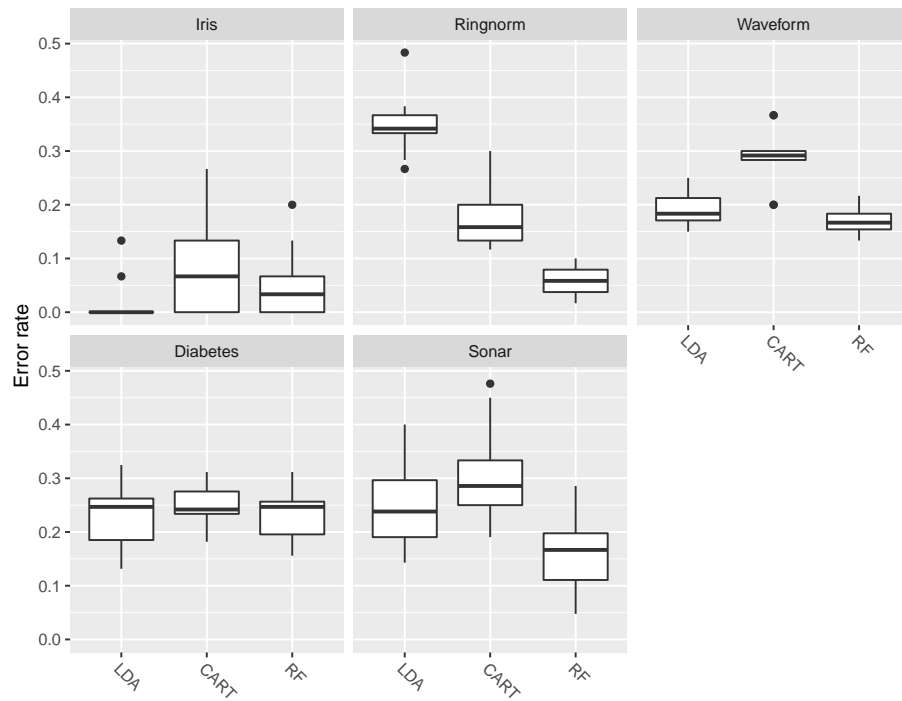 Iris
Ringnorm
Waveform
0.5
0.4
0.3
0.2
0.1
0.0
LDA
CART
RF
Error rate
Diabetes
Sonar
0.5
0.4
0.3
0.2
0.1
0.0
LDA
CART
RF
LDA
CART
RF